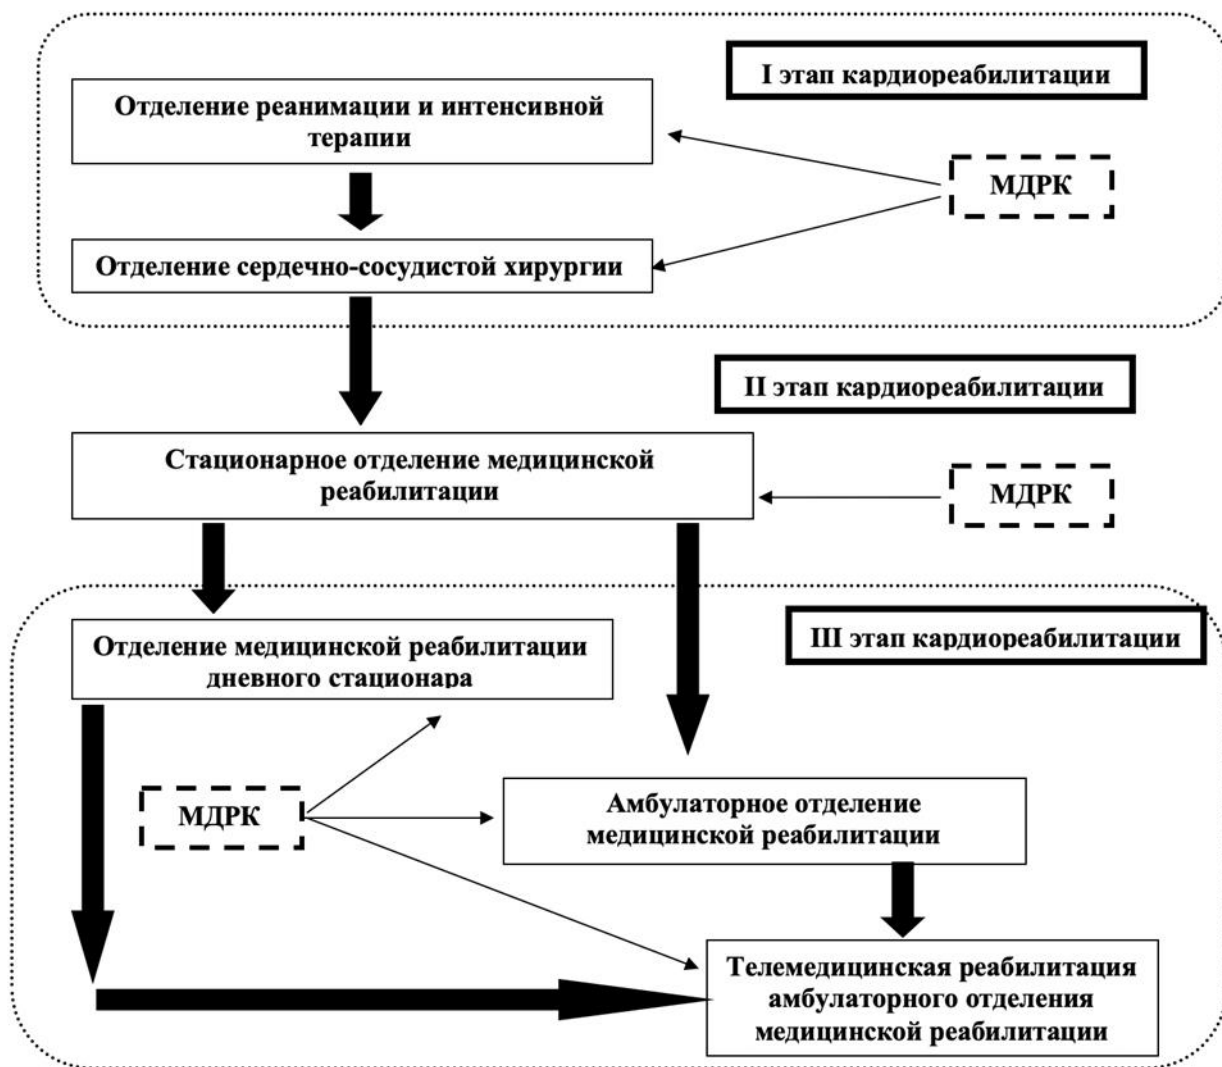 I этап кардиореабилитации
Отделение реанимации и интенсивной
терапии
МДРК
Отделение сердечно-сосудистой хирургии
II этап кардиореабилитации
Стационарное отделение медицинской
реабилитации
МДРК
III этап кардиореабилитации
Отделение медицинской реабилитации
дневного стационара
МДРК
Амбулаторное отделение
медицинской реабилитации
Телемедицинская реабилитация
амбулаторного отделения
медицинской реабилитации